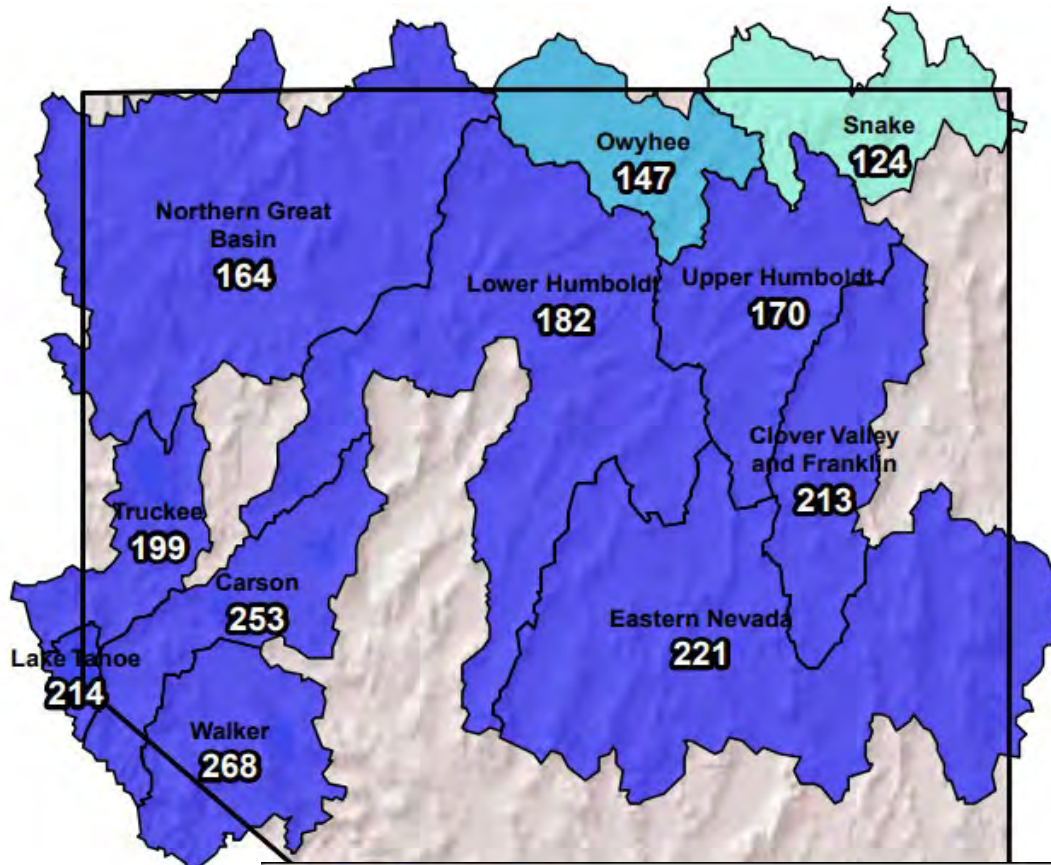 Owyhee
147
Snake
124
Northern Great
Basin
164
Lower Humboldt
182
Upper Humboldt
170
Clover Valley
and Franklin
213
Truckee
199
Carson
253
Eastern Nevada
221
Lake Tahoe
214
Walker
268